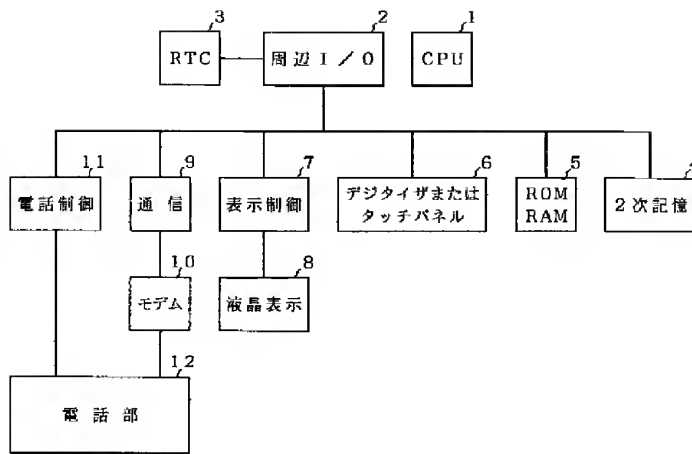 3
2
1
RTC
周辺I/O
CPU
11
9
7
6
5
4
電話制御
通信
表示制御
デジタイザまたは
タッチパネル
ROM
RAM
2次記憶
10
8
モデム
液晶表示
12
電話部